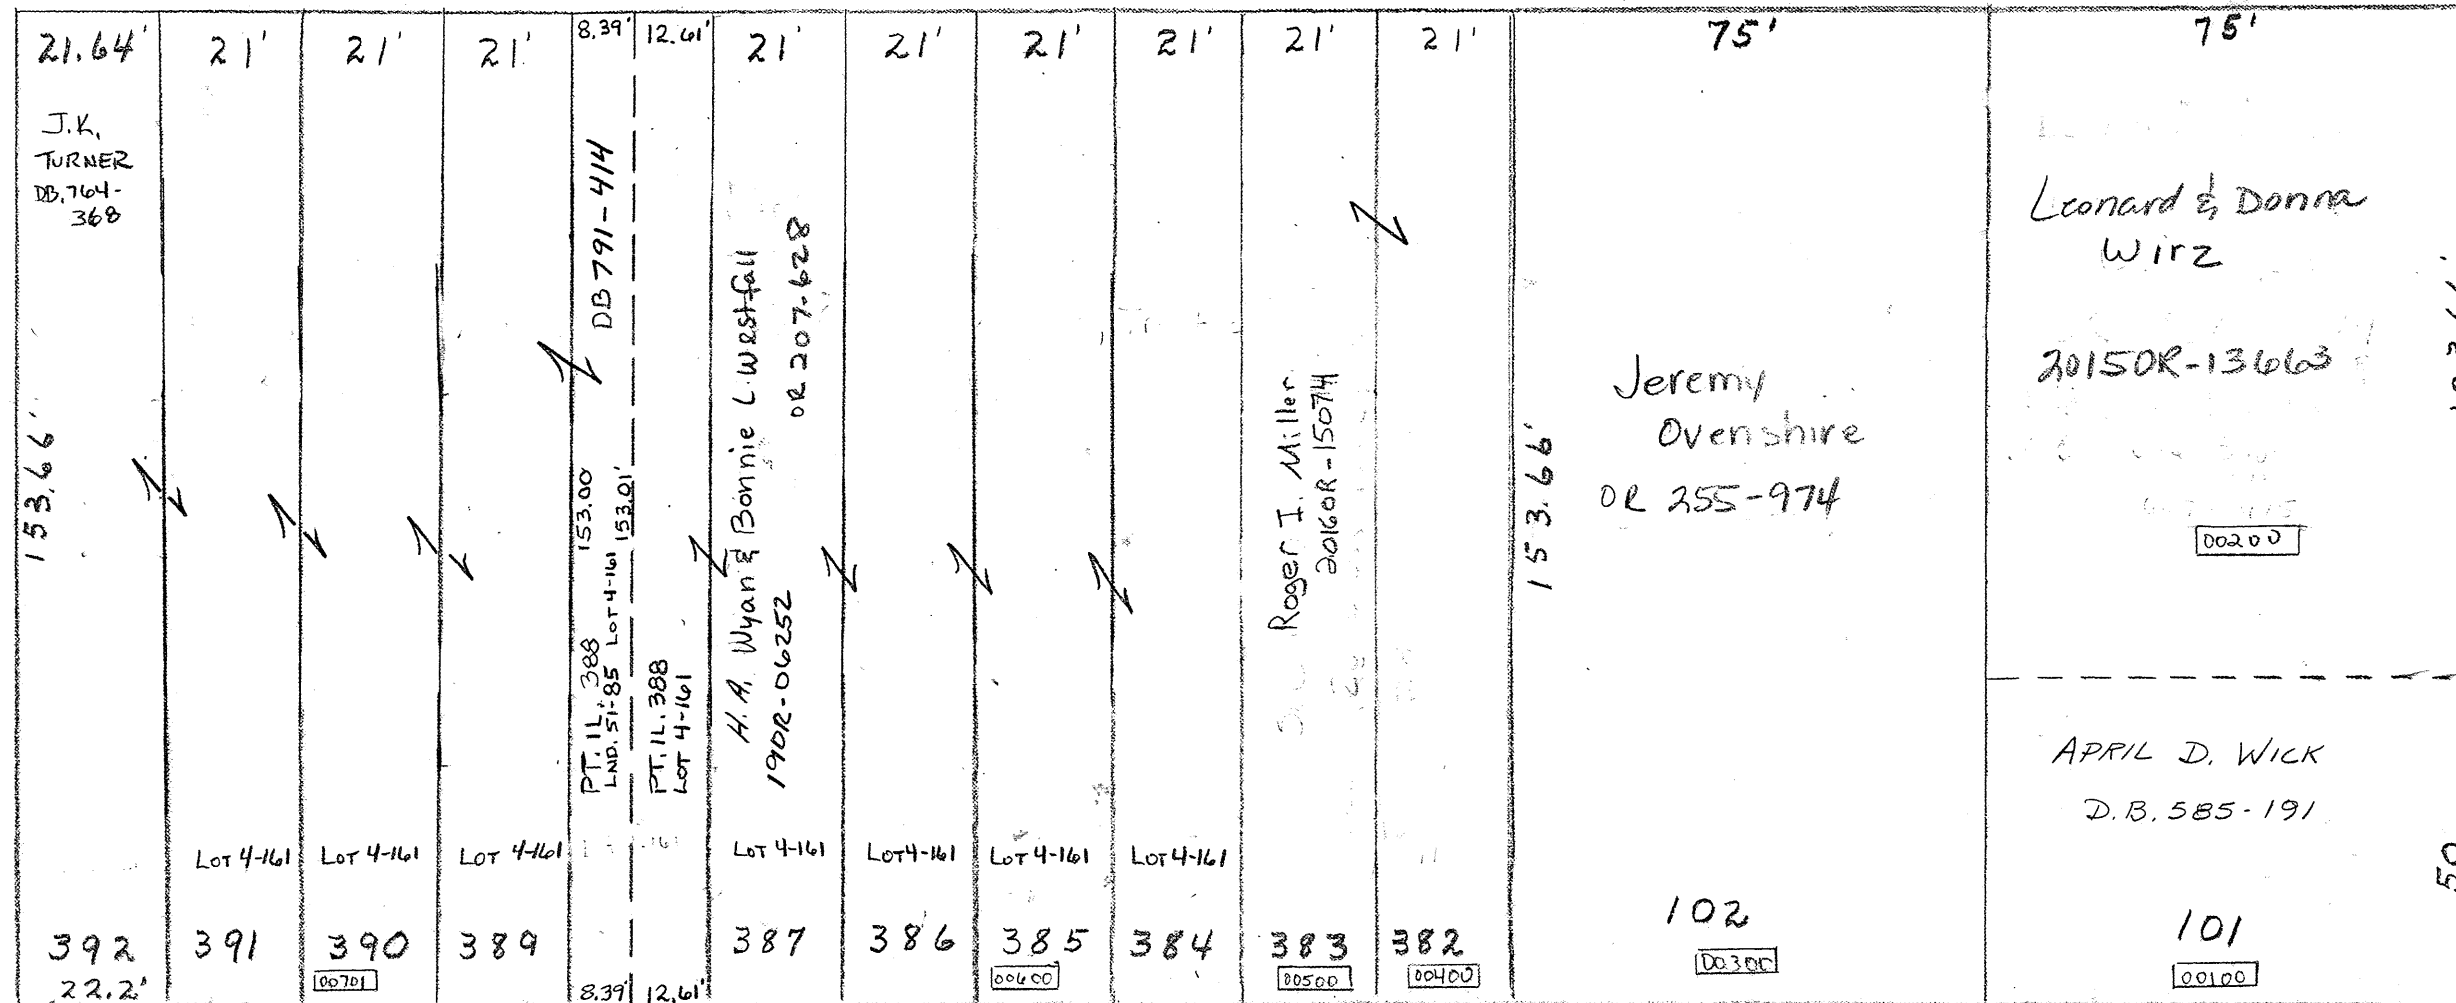 21.64'
21'
21'
21'
8.39'
12.61'
21'
21'
21'
21'
21'
21'
75'
75'
J.K.
TURNER
DB.764-
368
153.66'
DB 791-414
153.00
153.01'
PT. IL. 388
LND. 51-85 LOT 4-161
PT. IL. 388
LOT 4-161
H. A. Wyan & Bonnie L. Westfall
190R-06252
OR 207-628
Roger I. Miller
2016OR-15074
153.66'
Jeremy
Ovenshire
OR 255-974
Leonard & Donna
Wirz
2015OR-13663
00200
APRIL D. WICK
D.B. 585-191
50
LOT 4-161
LOT 4-161
LOT 4-161
LOT 4-161
LOT 4-161
LOT 4-161
LOT 4-161
392
391
390
389
387
386
385
384
383
382
102
101
22.2'
00701
8.39'
12.61'
00600
00500
00400
00300
00100